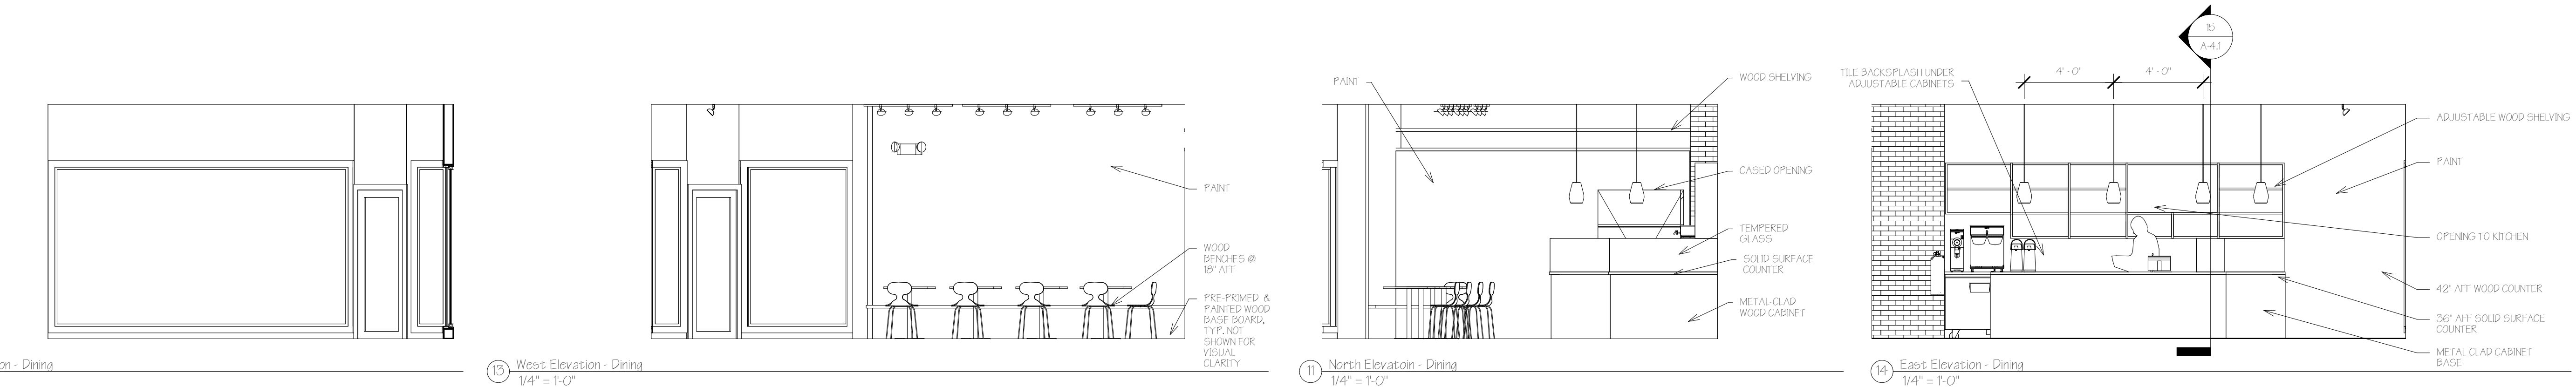 on - Dining
PAINT
WOOD
BENCHES @
18" AFF
PRE-PRIMED &
PAINTED WOOD
BASE BOARD,
TYP. NOT
SHOWN FOR
VISUAL
CLARITY
13
West Elevation - Dining
1/4" = 1'-0"
PAINT
WOOD SHELVING
CASED OPENING
TEMPERED
GLASS
SOLID SURFACE
COUNTER
METAL-CLAD
WOOD CABINET
11
North Elevatoin - Dining
1/4" = 1'-0"
15
A-4.1
4' - 0"
4' - 0"
TILE BACKSPLASH UNDER
ADJUSTABLE CABINETS
ADJUSTABLE WOOD SHELVING
PAINT
OPENING TO KITCHEN
42" AFF WOOD COUNTER
36" AFF SOLID SURFACE
COUNTER
METAL CLAD CABINET
BASE
14
East Elevation - Dining
1/4" = 1'-0"